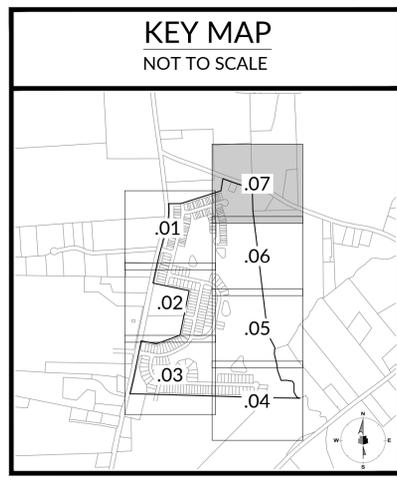 KEY MAP
NOT TO SCALE
.07
.01
.06
.02
.05
.03
.04
N
W E
S